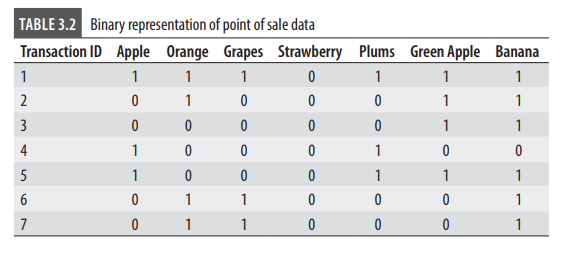 TABLE 3.2 Binary representation of point of sale data
Transaction ID Apple Orange Grapes Strawberry Plums Green Apple Banana
1 1 1 1 0 1 1 1
2 0 1 0 0 0 1 1
3 0 0 0 0 0 1 1
4 1 0 0 0 1 0 0
5 1 0 0 0 1 1 1
6 0 1 1 0 0 0 1
7 0 1 1 0 0 0 1